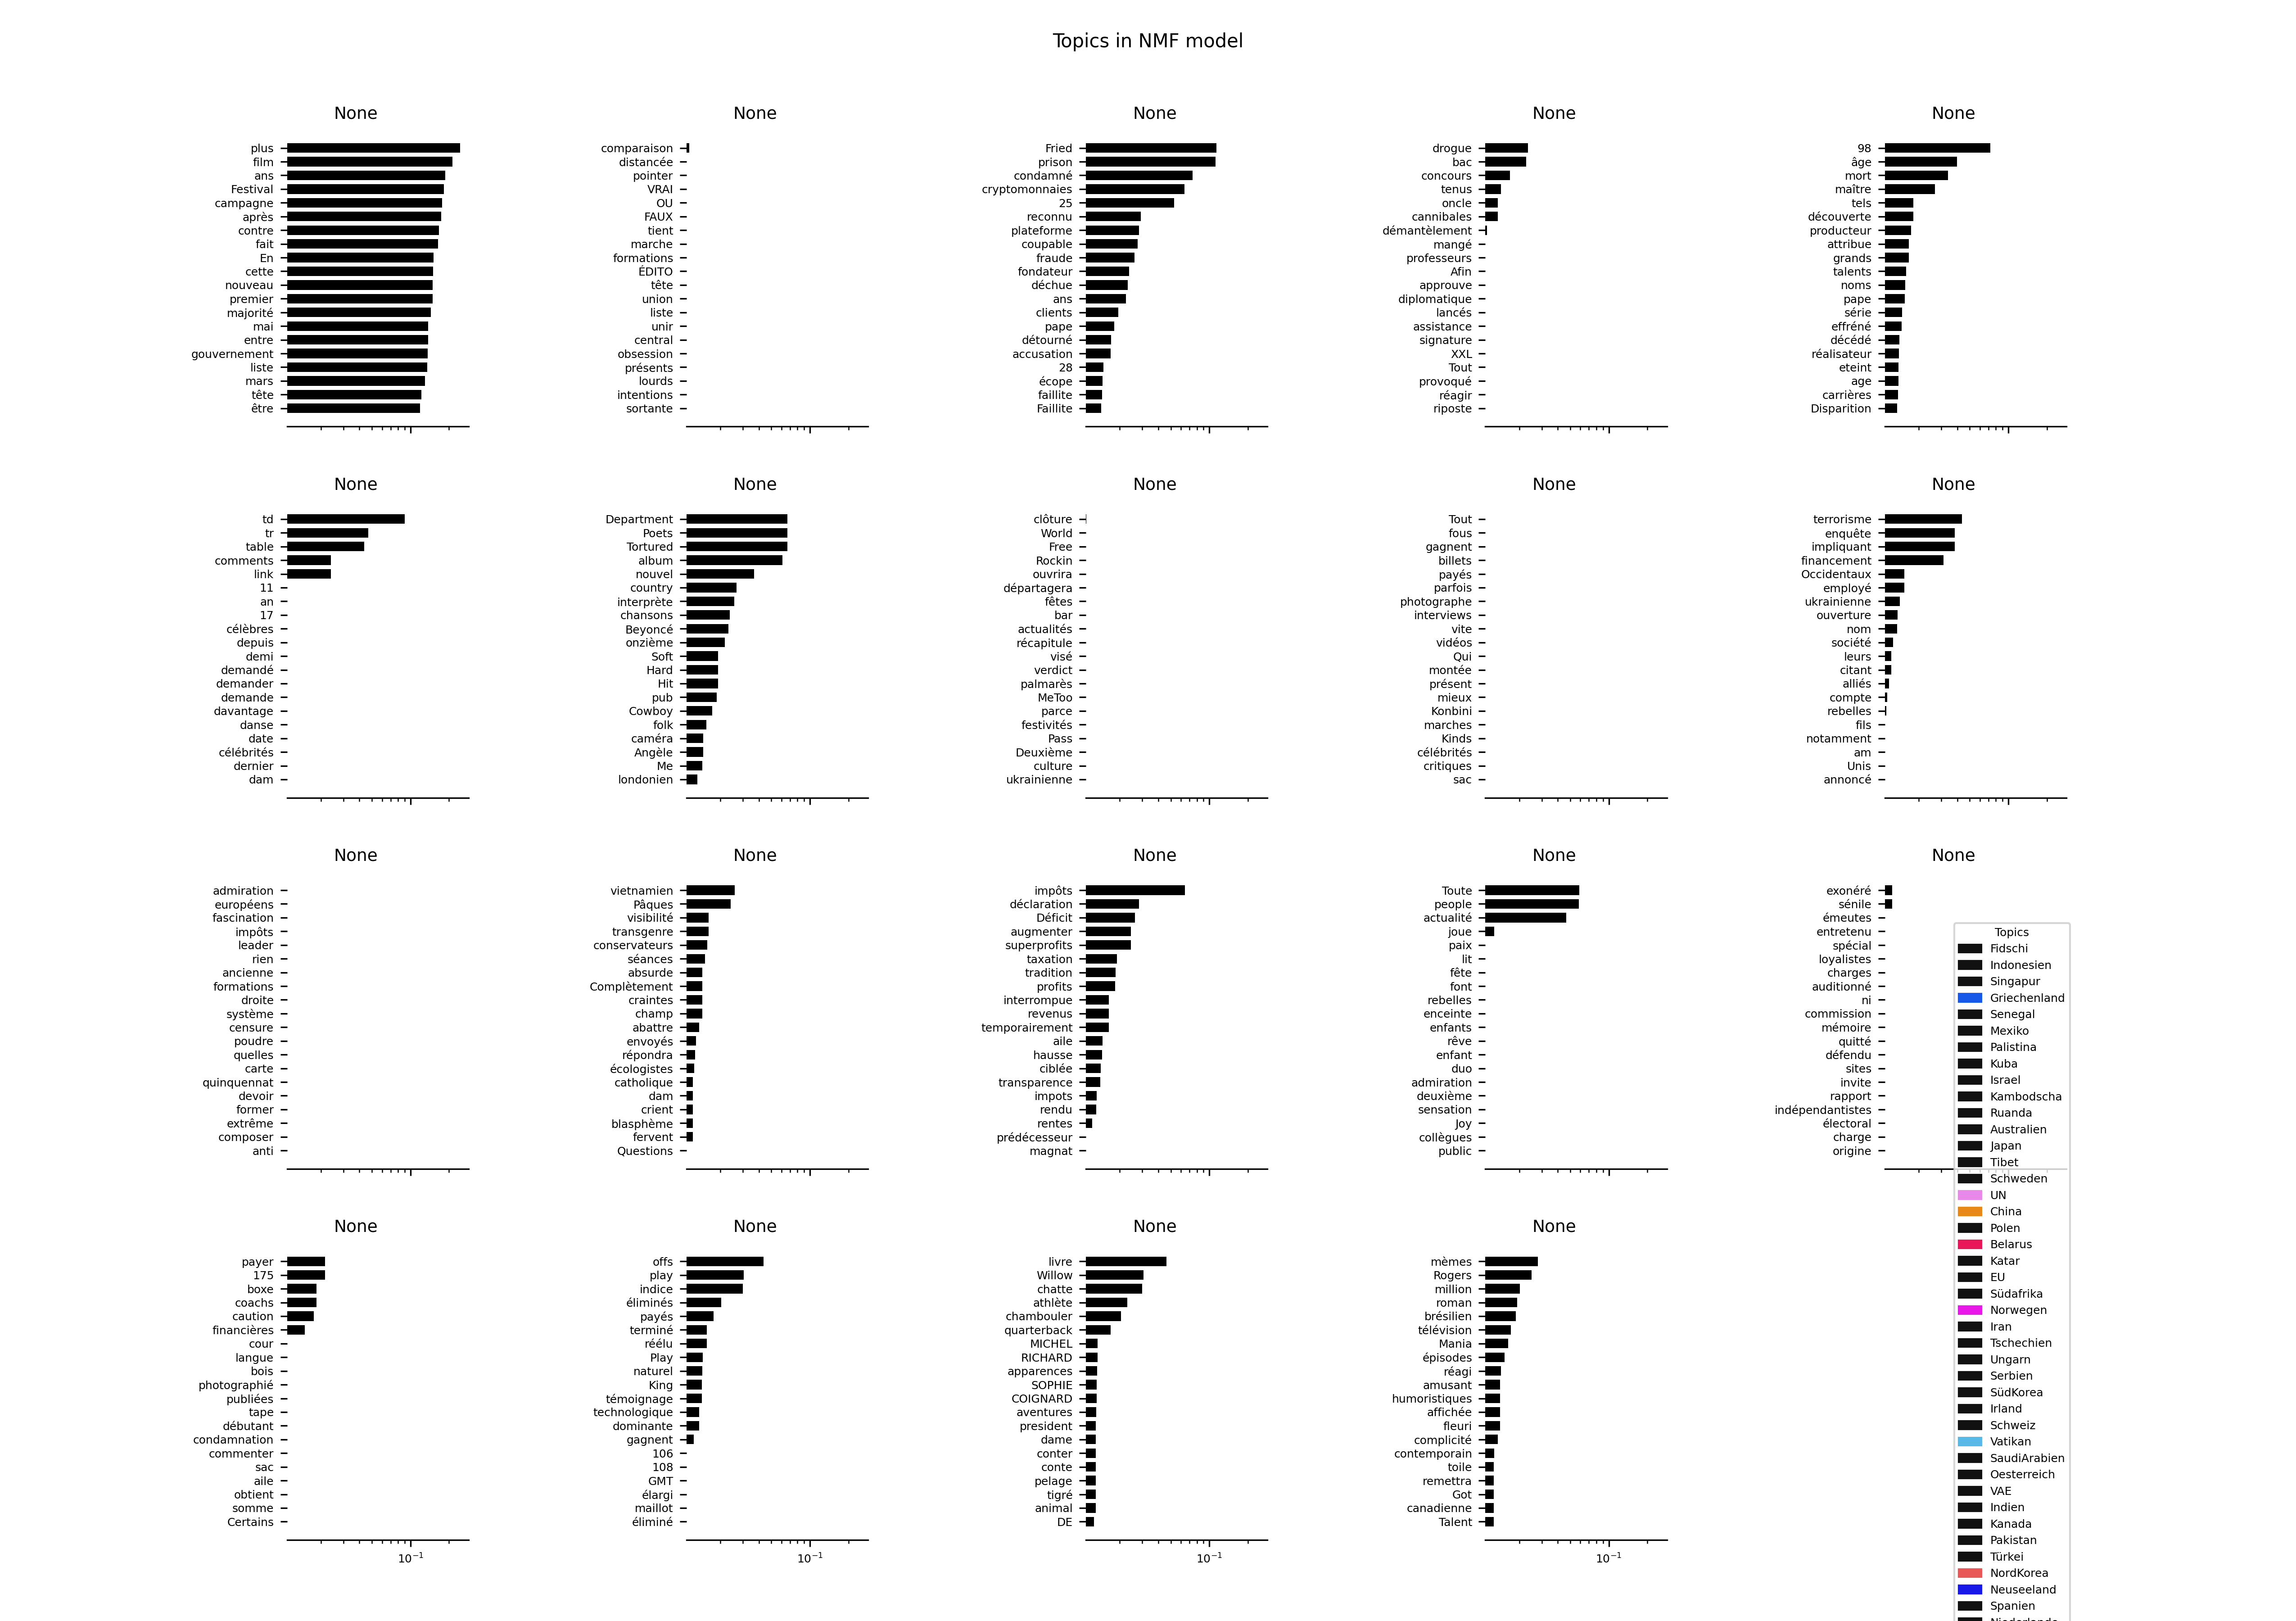 Topics in NMF model
None
plus
film
ans
Festival
campagne
après
contre
fait
En
cette
nouveau
premier
majorité
mai
entre
gouvernement
liste
mars
tête
être
None
comparaison
distancée
pointer
VRAI
OU
FAUX
tient
marche
formations
ÉDITO
tête
union
liste
unir
central
obsession
présents
lourds
intentions
sortante
None
Fried
prison
condamné
cryptomonnaies
25
reconnu
plateforme
coupable
fraude
fondateur
déchue
ans
clients
pape
détourné
accusation
28
écope
faillite
Faillite
None
drogue
bac
concours
tenus
oncle
cannibales
démantèlement
mangé
professeurs
Afin
approuve
diplomatique
lancés
assistance
signature
XXL
Tout
provoqué
réagir
riposte
None
98
âge
mort
maître
tels
découverte
producteur
attribue
grands
talents
noms
pape
série
effréné
décédé
réalisateur
eteint
age
carrières
Disparition
None
td
tr
table
comments
link
11
an
17
célèbres
depuis
demi
demandé
demander
demande
davantage
danse
date
célébrités
dernier
dam
None
Department
Poets
Tortured
album
nouvel
country
interprète
chansons
Beyoncé
onzième
Soft
Hard
Hit
pub
Cowboy
folk
caméra
Angèle
Me
londonien
None
clôture
World
Free
Rockin
ouvrira
départagera
fêtes
bar
actualités
récapitule
visé
verdict
palmarès
MeToo
parce
festivités
Pass
Deuxième
culture
ukrainienne
None
Tout
fous
gagnent
billets
payés
parfois
photographe
interviews
vite
vidéos
Qui
montée
présent
mieux
Konbini
marches
Kinds
célébrités
critiques
sac
None
terrorisme
enquête
impliquant
financement
Occidentaux
employé
ukrainienne
ouverture
nom
société
leurs
citant
alliés
compte
rebelles
fils
notamment
am
Unis
annoncé
None
admiration
européens
fascination
impôts
leader
rien
ancienne
formations
droite
système
censure
poudre
quelles
carte
quinquennat
devoir
former
extrême
composer
anti
None
vietnamien
Pâques
visibilité
transgenre
conservateurs
séances
absurde
Complètement
craintes
champ
abattre
envoyés
répondra
écologistes
catholique
dam
crient
blasphème
fervent
Questions
None
impôts
déclaration
Déficit
augmenter
superprofits
taxation
tradition
profits
interrompue
revenus
temporairement
aile
hausse
ciblée
transparence
impots
rendu
rentes
prédécesseur
magnat
None
Toute
people
actualité
joue
paix
lit
fête
font
rebelles
enceinte
enfants
rêve
enfant
duo
admiration
deuxième
sensation
Joy
collègues
public
None
exonéré
sénile
émeutes
entretenu
spécial
loyalistes
charges
auditionné
ni
commission
mémoire
quitté
défendu
sites
invite
rapport
indépendantistes
électoral
charge
origine
None
payer
175
boxe
coachs
caution
financières
cour
langue
bois
photographié
publiées
tape
débutant
condamnation
commenter
sac
aile
obtient
somme
Certains
10⁻¹
None
offs
play
indice
éliminés
payés
terminé
réélu
Play
naturel
King
témoignage
technologique
dominante
gagnent
106
108
GMT
élargi
maillot
éliminé
10⁻¹
None
livre
Willow
chatte
athlète
chambouler
quarterback
MICHEL
RICHARD
apparences
SOPHIE
COIGNARD
aventures
president
dame
conter
conte
pelage
tigré
animal
DE
10⁻¹
None
mèmes
Rogers
million
roman
brésilien
télévision
Mania
épisodes
réagi
amusant
humoristiques
affichée
fleuri
complicité
contemporain
toile
remettra
Got
canadienne
Talent
10⁻¹
Topics
Fidschi
Indonesien
Singapur
Griechenland
Senegal
Mexiko
Palistina
Kuba
Israel
Kambodscha
Ruanda
Australien
Japan
Tibet
Schweden
UN
China
Polen
Belarus
Katar
EU
Südafrika
Norwegen
Iran
Tschechien
Ungarn
Serbien
SüdKorea
Irland
Schweiz
Vatikan
SaudiArabien
Oesterreich
VAE
Indien
Kanada
Pakistan
Türkei
NordKorea
Neuseeland
Spanien